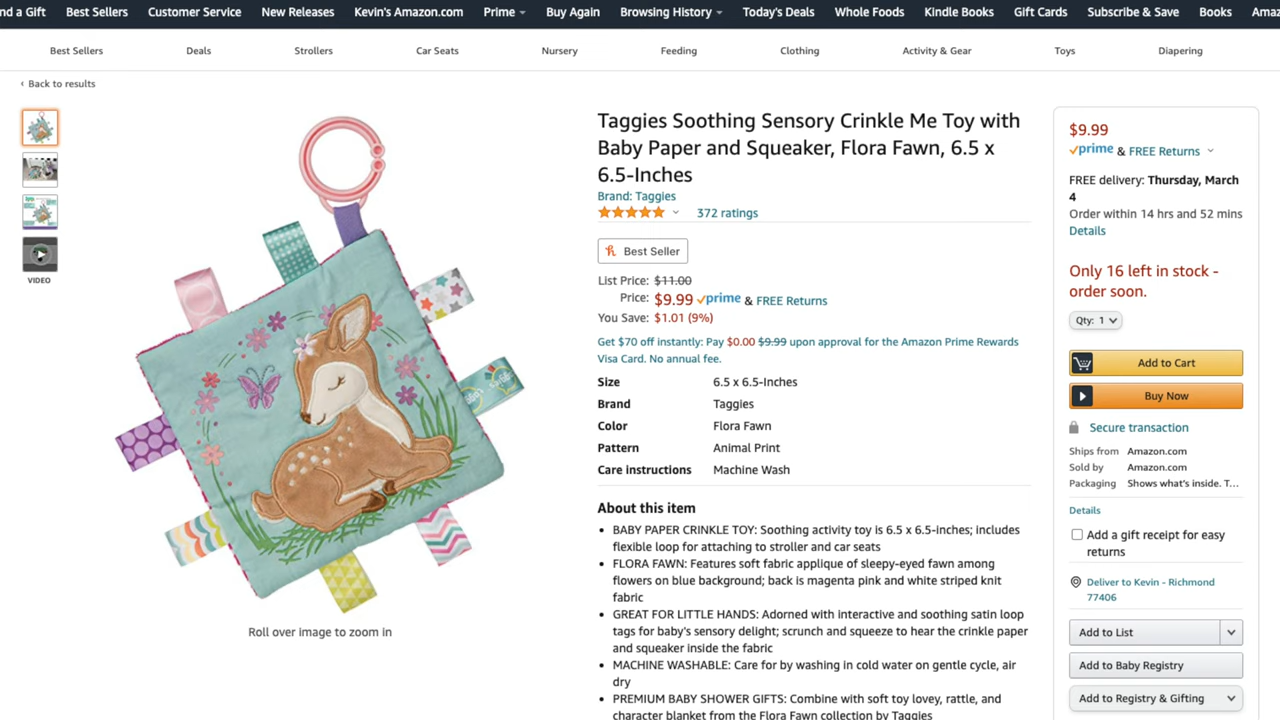 nd a Gift Best Sellers Customer Service New Releases Kevin's Amazon.com Prime Buy Again Browsing History Today's Deals Whole Foods Kindle Books Gift Cards Subscribe & Save Books Amaz
Best Sellers Deals Strollers Car Seats Nursery Feeding Clothing Activity & Gear Toys Diapering
‹ Back to results
VIDEO
Roll over image to zoom in
Taggies Soothing Sensory Crinkle Me Toy with
Baby Paper and Squeaker, Flora Fawn, 6.5 x
6.5-Inches
Brand: Taggies
372 ratings
Best Seller
List Price: $11.00
Price: $9.99 prime & FREE Returns
You Save: $1.01 (9%)
Get $70 off instantly: Pay $0.00 $9.99 upon approval for the Amazon Prime Rewards
Visa Card. No annual fee.
Size 6.5 x 6.5-Inches
Brand Taggies
Color Flora Fawn
Pattern Animal Print
Care instructions Machine Wash
About this item
• BABY PAPER CRINKLE TOY: Soothing activity toy is 6.5 x 6.5-inches; includes
flexible loop for attaching to stroller and car seats
• FLORA FAWN: Features soft fabric applique of sleepy-eyed fawn among
flowers on blue background; back is magenta pink and white striped knit
fabric
• GREAT FOR LITTLE HANDS: Adorned with interactive and soothing satin loop
tags for baby's sensory delight; scrunch and squeeze to hear the crinkle paper
and squeaker inside the fabric
• MACHINE WASHABLE: Care for by washing in cold water on gentle cycle, air
dry
• PREMIUM BABY SHOWER GIFTS: Combine with soft toy lovey, rattle, and
character blanket from the Flora Fawn collection by Taggies
$9.99
prime & FREE Returns
FREE delivery: Thursday, March
4
Order within 14 hrs and 52 mins
Details
Only 16 left in stock -
order soon.
Qty: 1
Add to Cart
Buy Now
Secure transaction
Ships from Amazon.com
Sold by Amazon.com
Packaging Shows what's inside. T...
Details
Add a gift receipt for easy
returns
Deliver to Kevin - Richmond
77406
Add to List
Add to Baby Registry
Add to Registry & Gifting